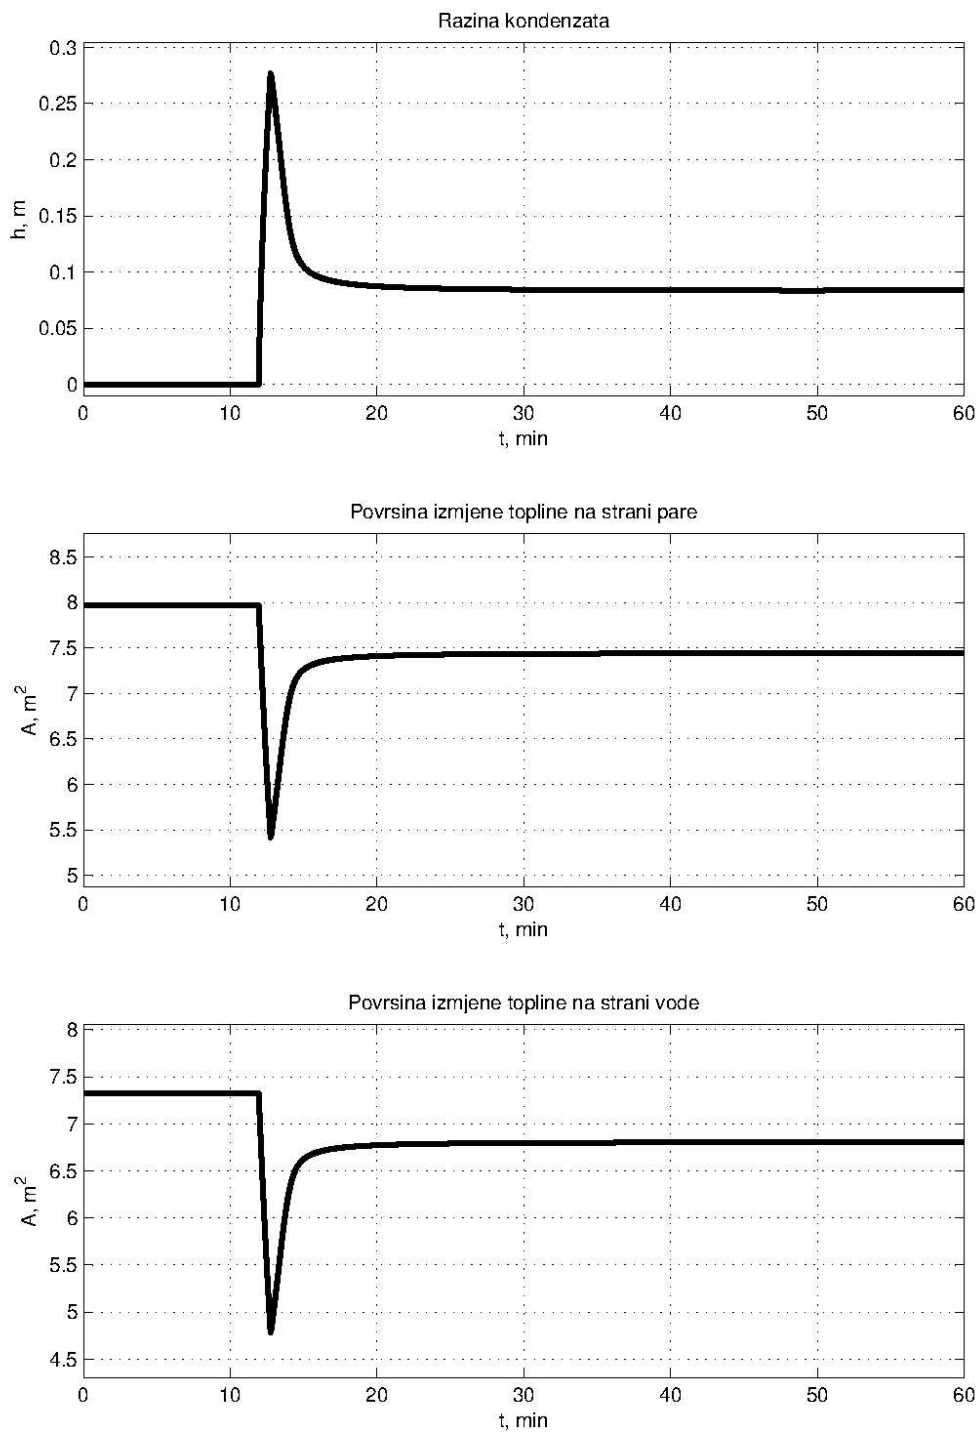 Razina kondenzata
0.3
0.25
0.2
0.15
0.1
0.05
0
h, m
0 10 20 30 40 50 60
t, min
Povrsina izmjene topline na strani pare
8.5
8
7.5
7
6.5
6
5.5
5
A, m²
0 10 20 30 40 50 60
t, min
Povrsina izmjene topline na strani vode
8
7.5
7
6.5
6
5.5
5
4.5
A, m²
0 10 20 30 40 50 60
t, min